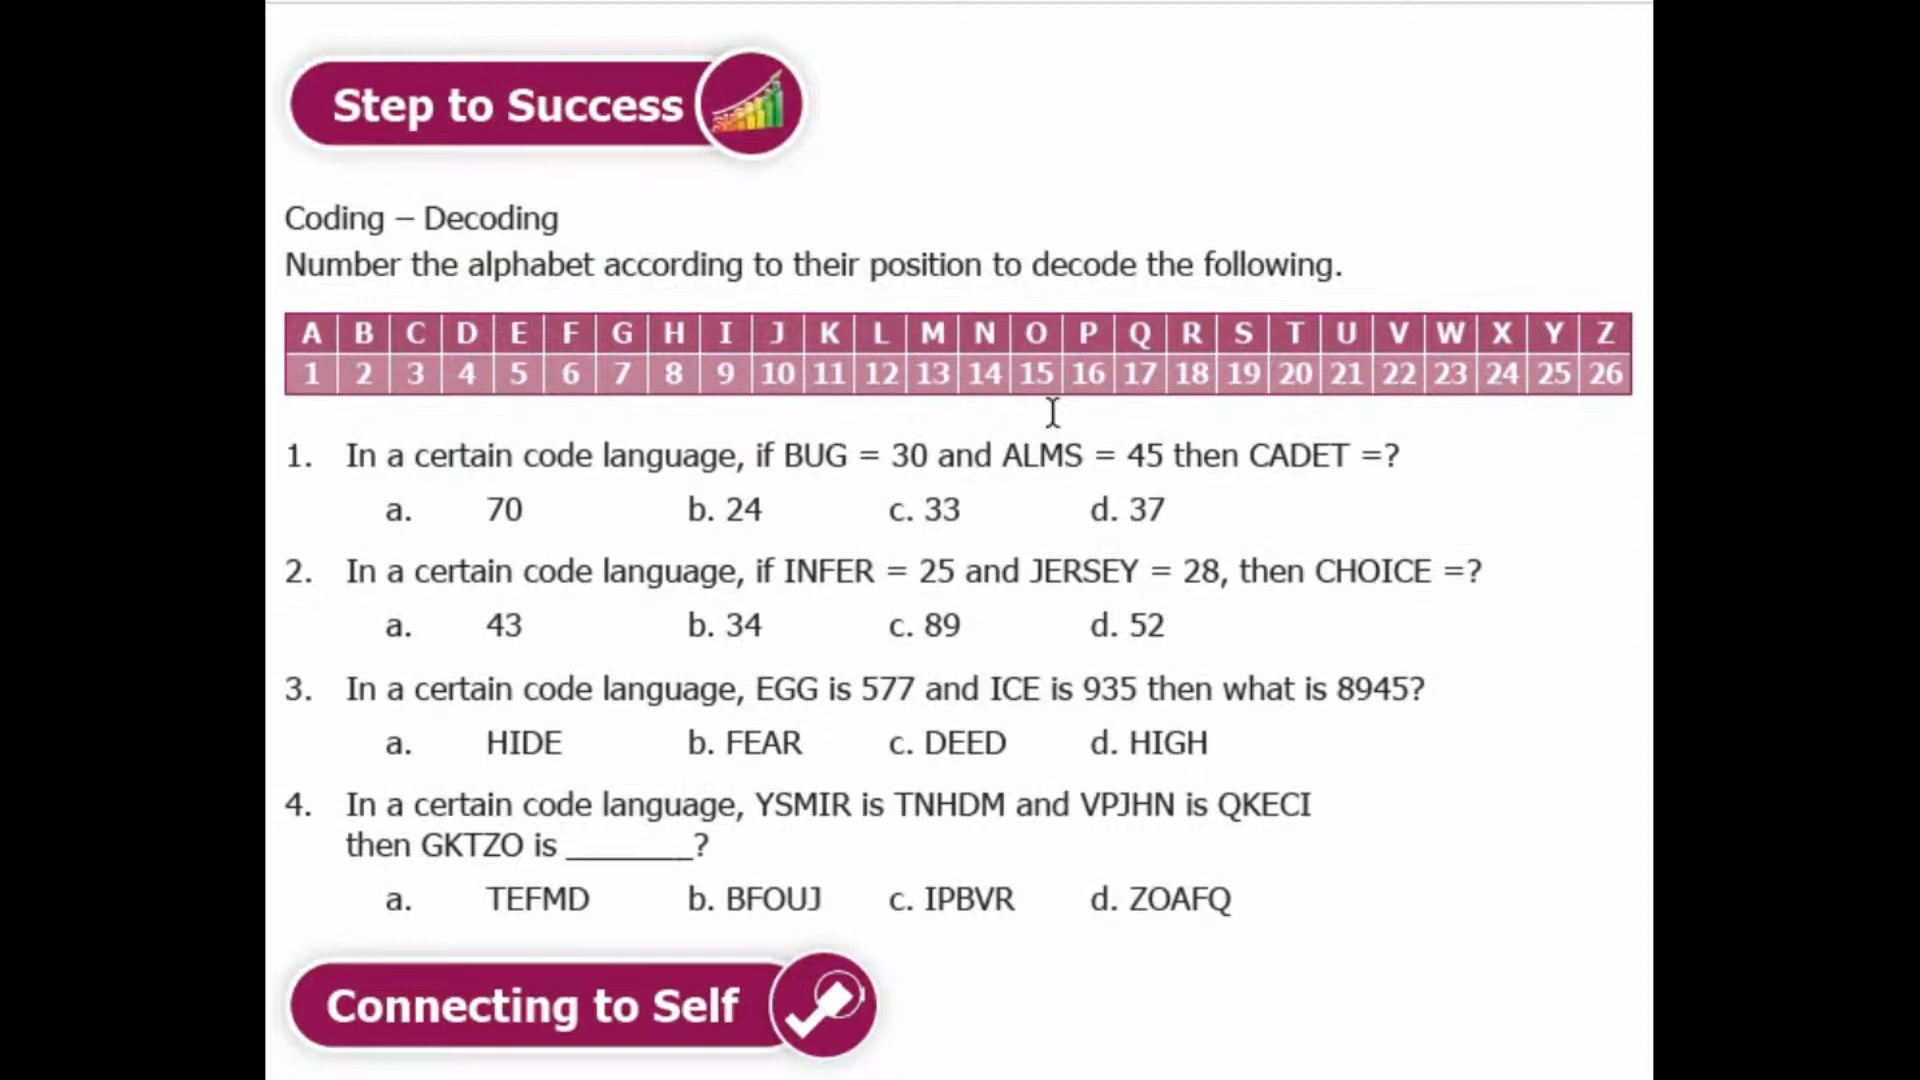 Step to Success
Coding – Decoding
Number the alphabet according to their position to decode the following.
A B C D E F G H I J K L M N O P Q R S T U V W X Y Z
1 2 3 4 5 6 7 8 9 10 11 12 13 14 15 16 17 18 19 20 21 22 23 24 25 26
1. In a certain code language, if BUG = 30 and ALMS = 45 then CADET =?
a. 70 b. 24 c. 33 d. 37
2. In a certain code language, if INFER = 25 and JERSEY = 28, then CHOICE =?
a. 43 b. 34 c. 89 d. 52
3. In a certain code language, EGG is 577 and ICE is 935 then what is 8945?
a. HIDE b. FEAR c. DEED d. HIGH
4. In a certain code language, YSMIR is TNHDM and VPJHN is QKECI
then GKTZO is ________?
a. TEFMD b. BFOUJ c. IPBVR d. ZOAFQ
Connecting to Self